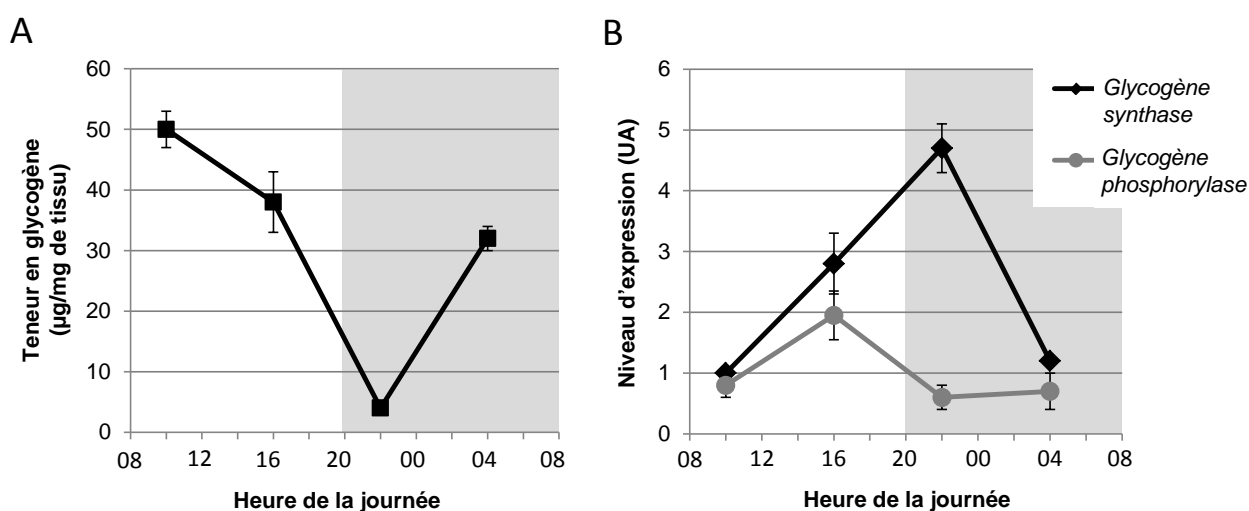 A
Teneur en glycogène
(µg/mg de tissu)
60
50
40
30
20
10
0
08 12 16 20 00 04 08
Heure de la journée
B
Niveau d'expression (UA)
6
5
4
3
2
1
0
08 12 16 20 00 04 08
Heure de la journée
Glycogène
synthase
Glycogène
phosphorylase